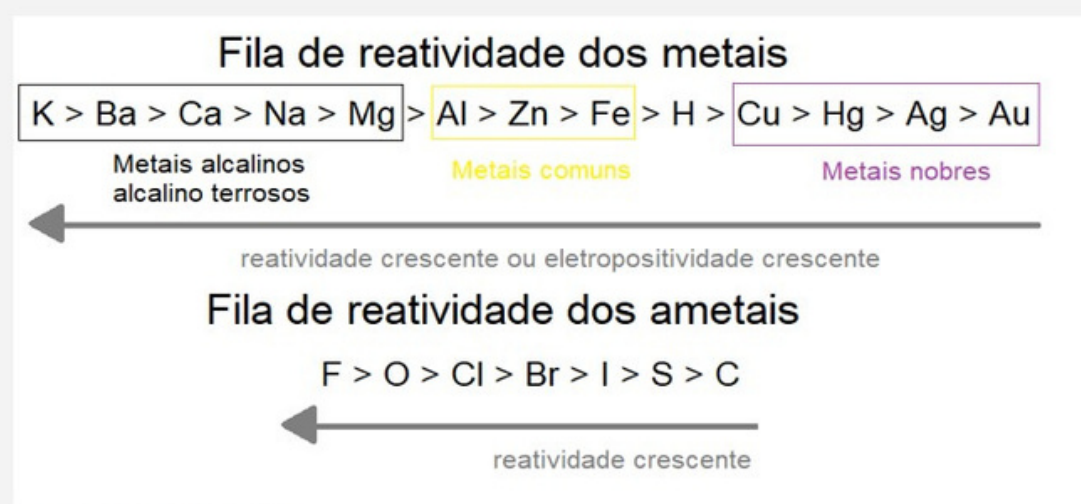 Fila de reatividade dos metais
K > Ba > Ca > Na > Mg > Al > Zn > Fe > H > Cu > Hg > Ag > Au
Metais alcalinos
alcalino terrosos
Metais comuns
Metais nobres
reatividade crescente ou eletropositividade crescente
Fila de reatividade dos ametais
F > O > Cl > Br > I > S > C
reatividade crescente